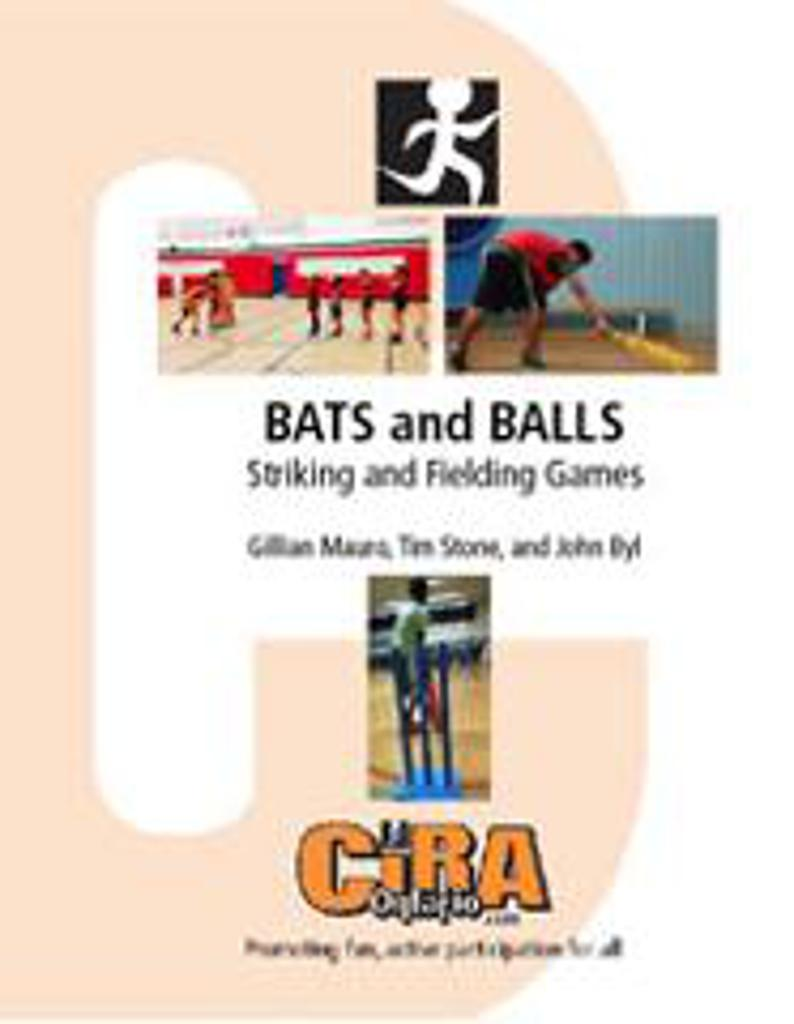 BATS and BALLS
Striking and Fielding Games
Gillian Mauro, Tim Stone, and John Byl
CIRA
Ontario
.com
Promoting fun, active participation for all